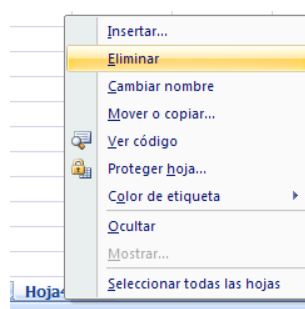 Insertar...
Eliminar
Cambiar nombre
Mover o copiar...
Ver código
Proteger hoja...
Color de etiqueta
Ocultar
Mostrar...
Seleccionar todas las hojas
Hoja4